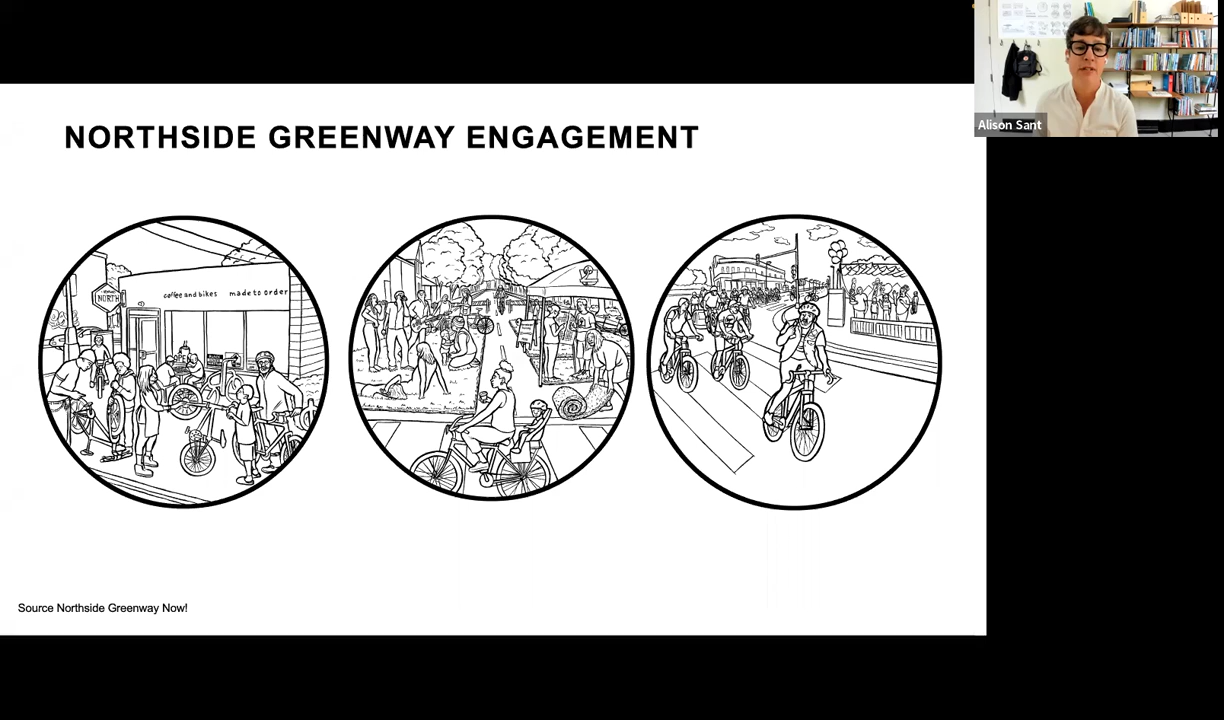 NORTHSIDE GREENWAY ENGAGEMENT
Alison Sant
NORTH
coffee and bikes made to order
Source Northside Greenway Now!